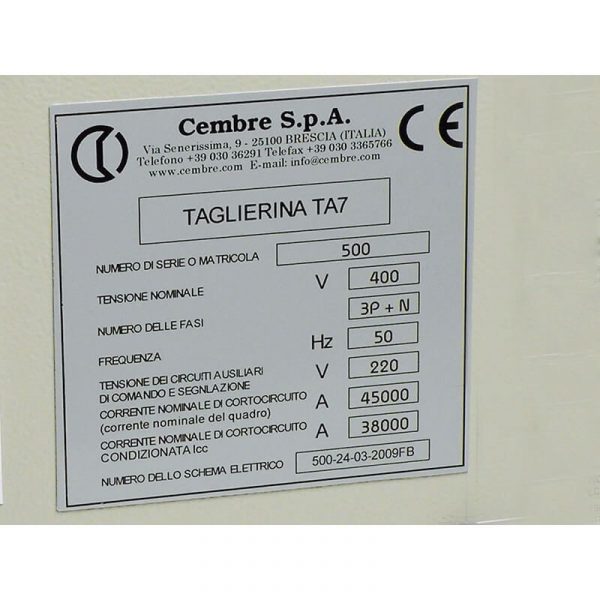 Cembre S.p.A.
Via Senerissima, 9 - 25100 BRESCIA (ITALIA)
Telefono +39 030 36291 Telefax +39 030 3365766
www.cembre.com E-mail: info@cembre.com
CE
TAGLIERINA TA7
NUMERO DI SERIE O MATRICOLA 500
TENSIONE NOMINALE V 400
NUMERO DELLE FASI 3P + N
FREQUENZA Hz 50
TENSIONE DEI CIRCUITI AUSILIARI
DI COMANDO E SEGNLAZIONE V 220
CORRENTE NOMINALE DI CORTOCIRCUITO
(corrente nominale del quadro) A 45000
CORRENTE NOMINALE DI CORTOCIRCUITO
CONDIZIONATA Icc A 38000
NUMERO DELLO SCHEMA ELETTRICO 500-24-03-2009FB